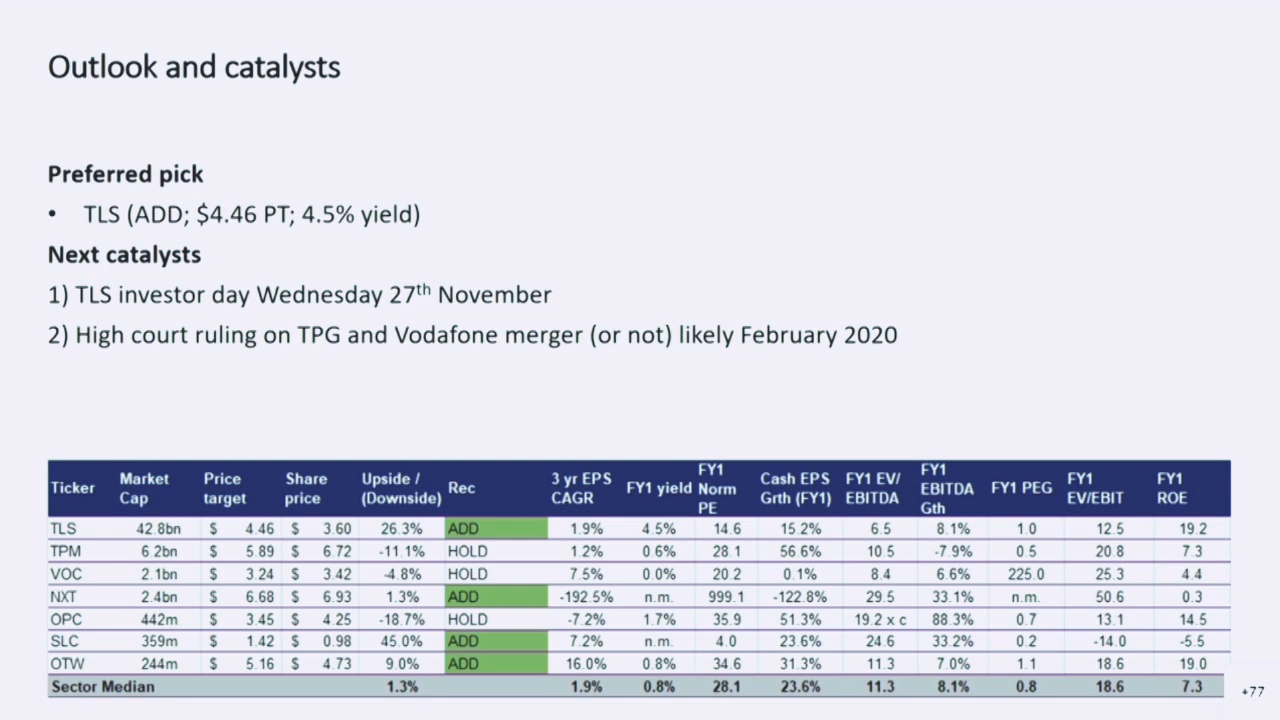 Outlook and catalysts
Preferred pick
• TLS (ADD; $4.46 PT; 4.5% yield)
Next catalysts
1) TLS investor day Wednesday 27th November
2) High court ruling on TPG and Vodafone merger (or not) likely February 2020
Ticker Market Cap Price target Share price Upside / (Downside) Rec 3 yr EPS CAGR FY1 yield FY1 Norm PE Cash EPS Grth (FY1) FY1 EV/ EBITDA FY1 EBITDA Gth FY1 PEG FY1 EV/EBIT FY1 ROE
TLS 42.8bn $ 4.46 $ 3.60 26.3% ADD 1.9% 4.5% 14.6 15.2% 6.5 8.1% 1.0 12.5 19.2
TPM 6.2bn $ 5.89 $ 6.72 -11.1% HOLD 1.2% 0.6% 28.1 56.6% 10.5 -7.9% 0.5 20.8 7.3
VOC 2.1bn $ 3.24 $ 3.42 -4.8% HOLD 7.5% 0.0% 20.2 0.1% 8.4 6.6% 225.0 25.3 4.4
NXT 2.4bn $ 6.68 $ 6.93 1.3% ADD -192.5% n.m. 999.1 -122.8% 29.5 33.1% n.m. 50.6 0.3
OPC 442m $ 3.45 $ 4.25 -18.7% HOLD -7.2% 1.7% 35.9 51.3% 19.2 x c 88.3% 0.7 13.1 14.5
SLC 359m $ 1.42 $ 0.98 45.0% ADD 7.2% n.m. 4.0 23.6% 24.6 33.2% 0.2 -14.0 -5.5
OTW 244m $ 5.16 $ 4.73 9.0% ADD 16.0% 0.8% 34.6 31.3% 11.3 7.0% 1.1 18.6 19.0
Sector Median 1.3% 1.9% 0.8% 28.1 23.6% 11.3 8.1% 0.8 18.6 7.3
+77